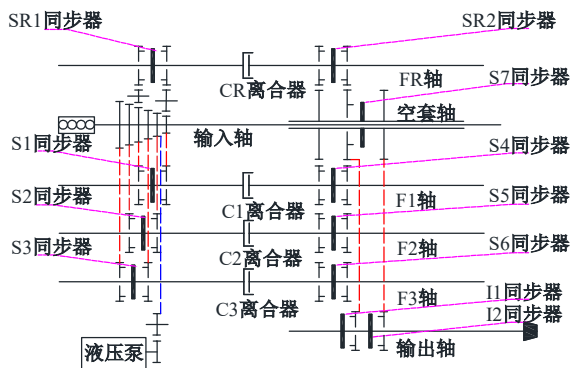 SR1同步器
SR2同步器
CR离合器
FR轴
S7同步器
空套轴
输入轴
S1同步器
S4同步器
S2同步器
C1离合器
F1轴
S5同步器
S3同步器
C2离合器
F2轴
S6同步器
C3离合器
F3轴
I1同步器
I2同步器
液压泵
输出轴